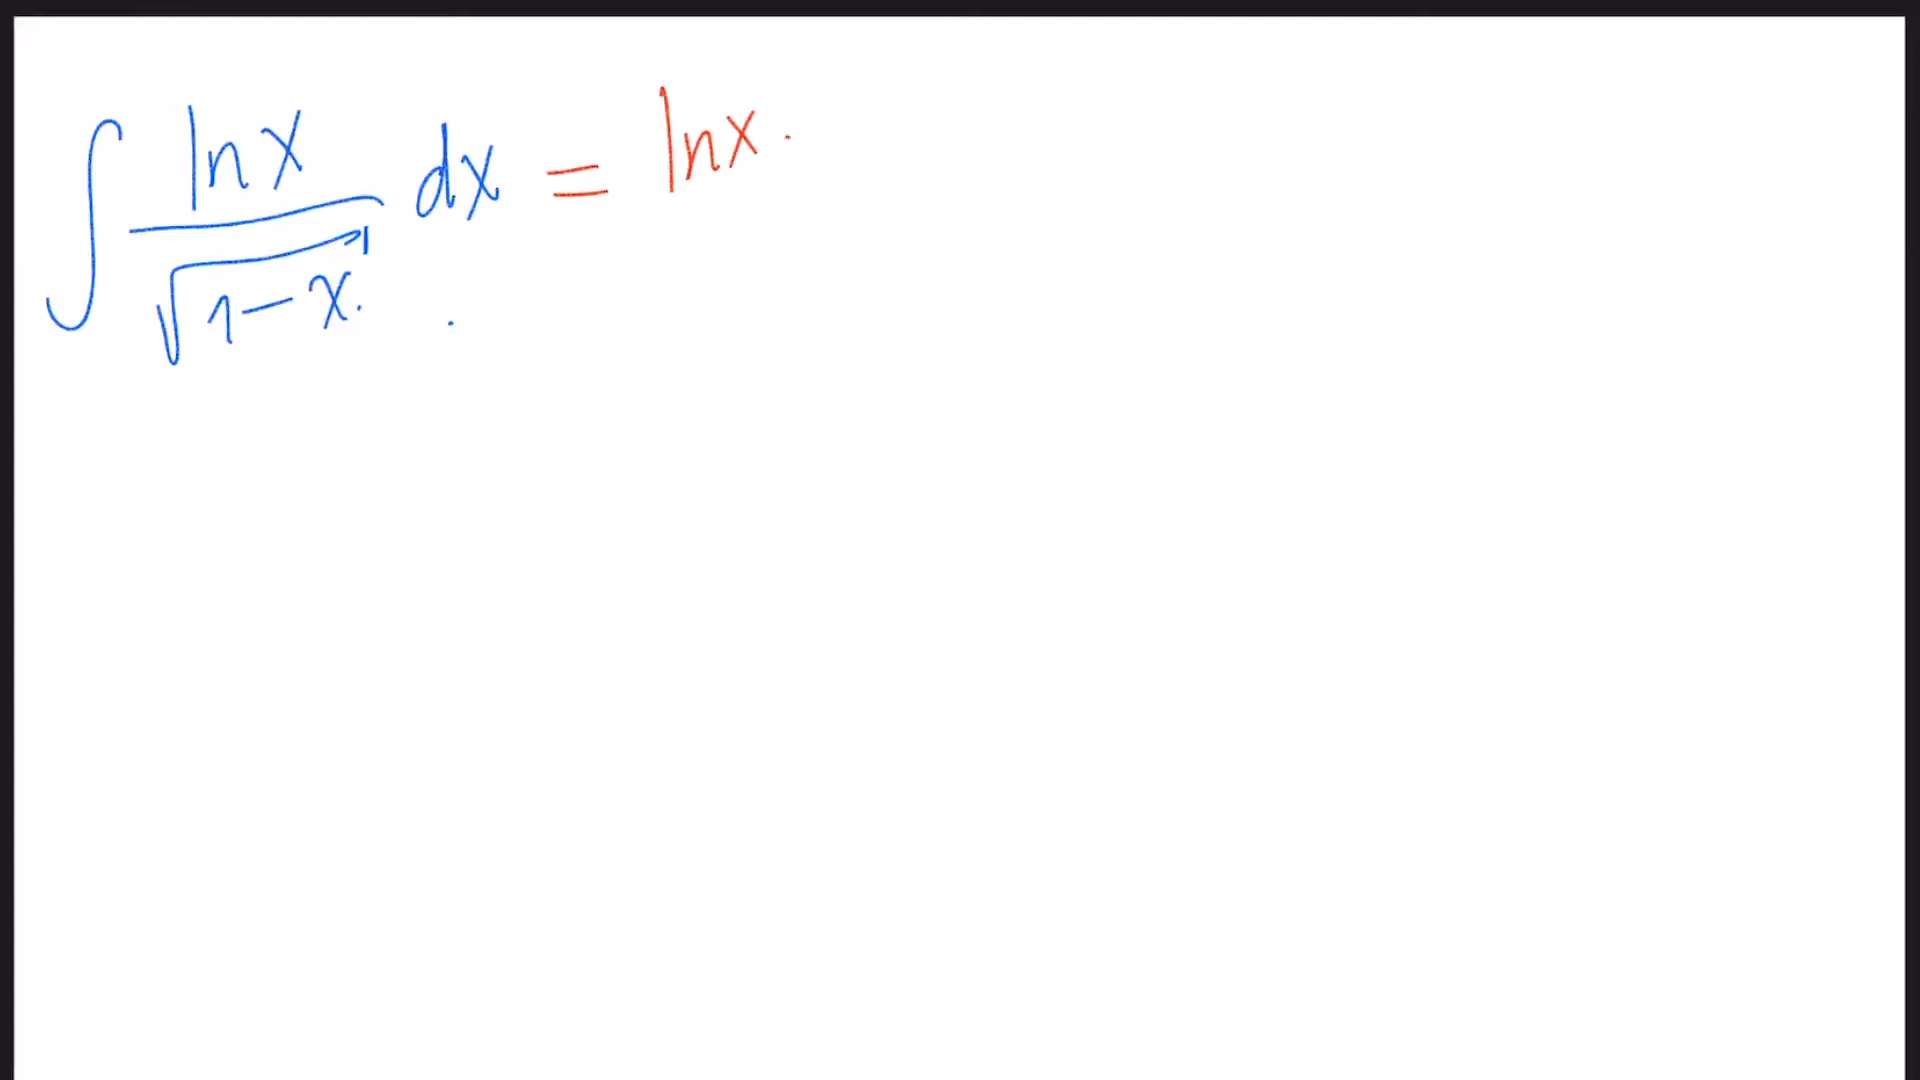 ∫ ln x / √(1 - x) dx = ln x ·